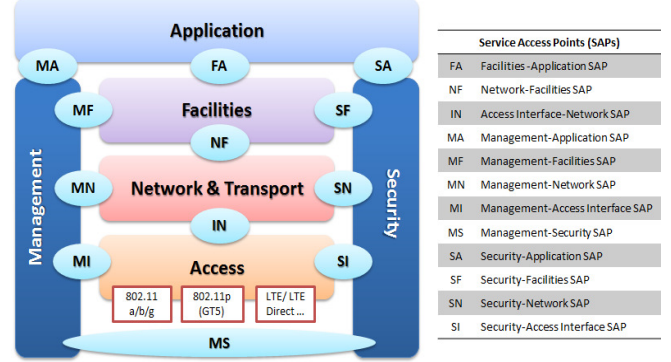 Application
MA
FA
SA
MF
Facilities
SF
NF
Management
MN
Network & Transport
SN
Security
IN
MI
Access
SI
802.11
a/b/g
802.11p
(GT5)
LTE/ LTE
Direct ...
MS
Service Access Points (SAPs)
FA Facilities -Application SAP
NF Network-Facilities SAP
IN Access Interface-Network SAP
MA Management-Application SAP
MF Management-Facilities SAP
MN Management-Network SAP
MI Management-Access Interface SAP
MS Management-Security SAP
SA Security-Application SAP
SF Security-Facilities SAP
SN Security-Network SAP
SI Security-Access Interface SAP